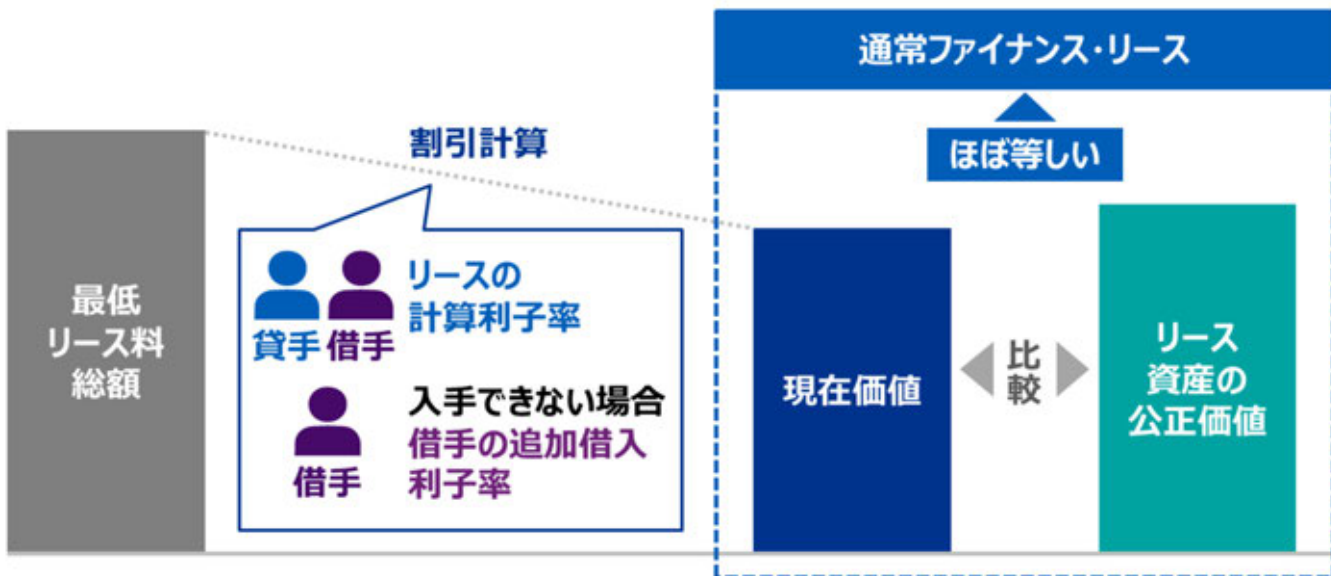 通常ファイナンス・リース
ほぼ等しい
割引計算
最低
リース料
総額
貸手 借手
リースの
計算利子率
借手
入手できない場合
借手の追加借入
利子率
現在価値
比
較
リース
資産の
公正価値